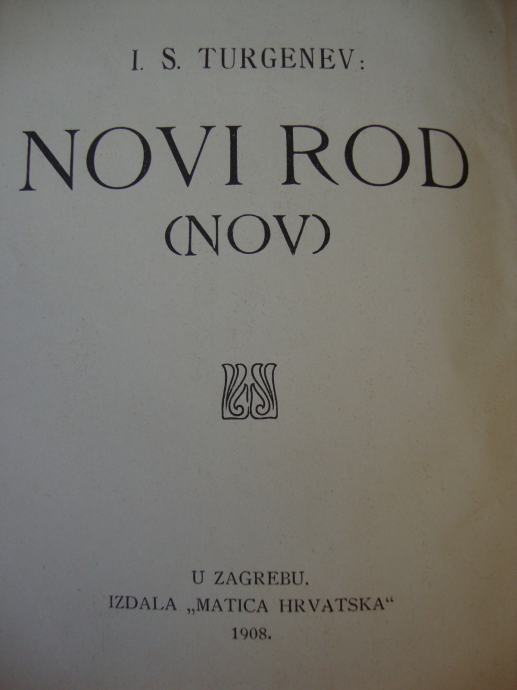 I. S. TURGENEV:
NOVI ROD
(NOV)
U ZAGREBU.
IZDALA „MATICA HRVATSKA“
1908.